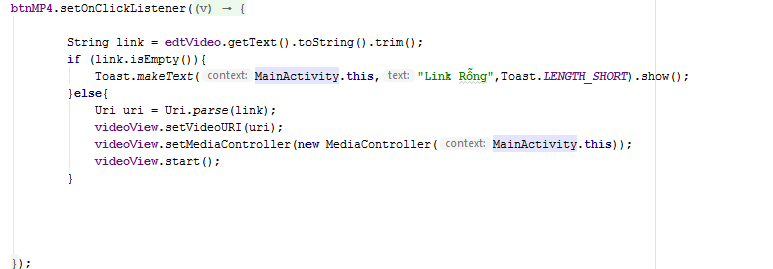 btnMP4.setOnClickListener((v) → {
String link = edtVideo.getText().toString().trim();
if (link.isEmpty()){
Toast.makeText( context: MainActivity.this, text: "Link Rỗng",Toast.LENGTH_SHORT).show();
}else{
Uri uri = Uri.parse(link);
videoView.setVideoURI(uri);
videoView.setMediaController(new MediaController( context: MainActivity.this));
videoView.start();
}
});